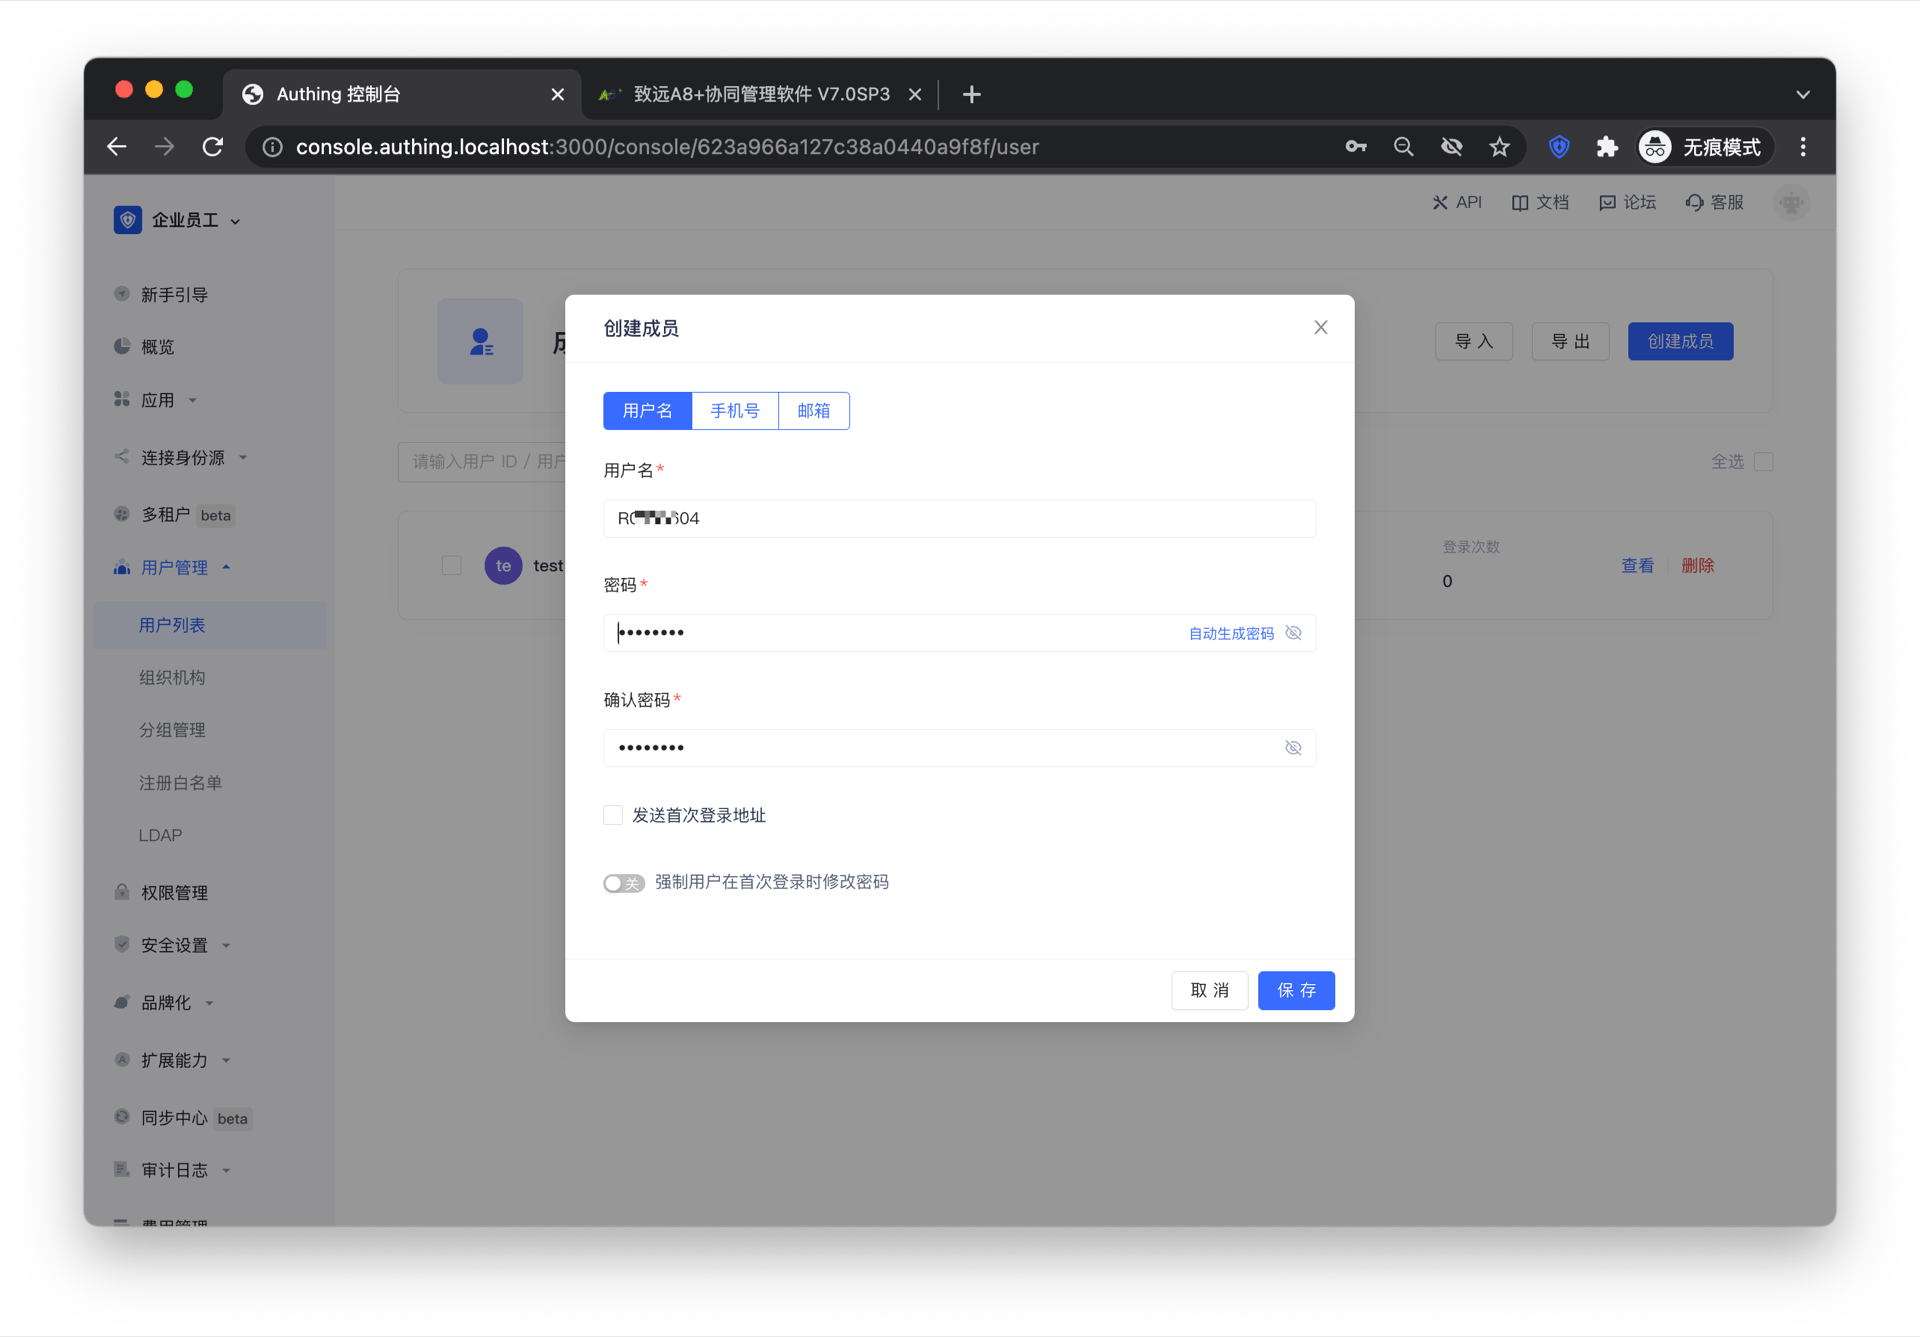 Authing 控制台
致远A8+协同管理软件 V7.0SP3
console.authing.localhost:3000/console/623a966a127c38a0440a9f8f/user
无痕模式
企业员工
API 文档 论坛 客服
新手引导
概览
应用
连接身份源
多租户 beta
用户管理
用户列表
组织机构
分组管理
注册白名单
LDAP
权限管理
安全设置
品牌化
扩展能力
同步中心 beta
审计日志
费用管理
导 入 导 出 创建成员
请输入用户 ID / 用户
全选
te test
登录次数
0
查看 删除
创建成员
用户名 手机号 邮箱
用户名*
密码*
•••••••• 自动生成密码
确认密码*
••••••••
发送首次登录地址
关 强制用户在首次登录时修改密码
取 消 保 存